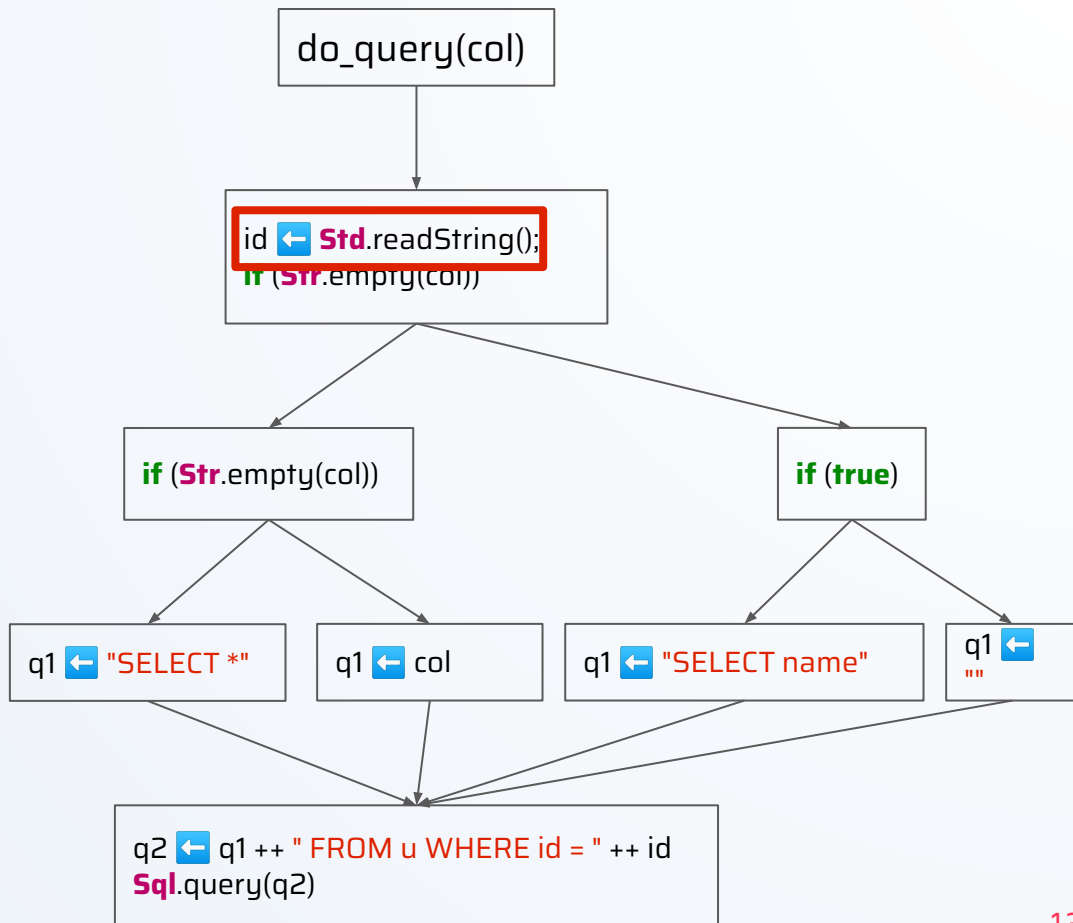 do_query(col)
id ⬅ Std.readString();
if (Str.empty(col))
if (Str.empty(col))
if (true)
q1 ⬅ "SELECT *"
q1 ⬅ col
q1 ⬅ "SELECT name"
q1 ⬅
""
q2 ⬅ q1 ++ " FROM u WHERE id = " ++ id
Sql.query(q2)